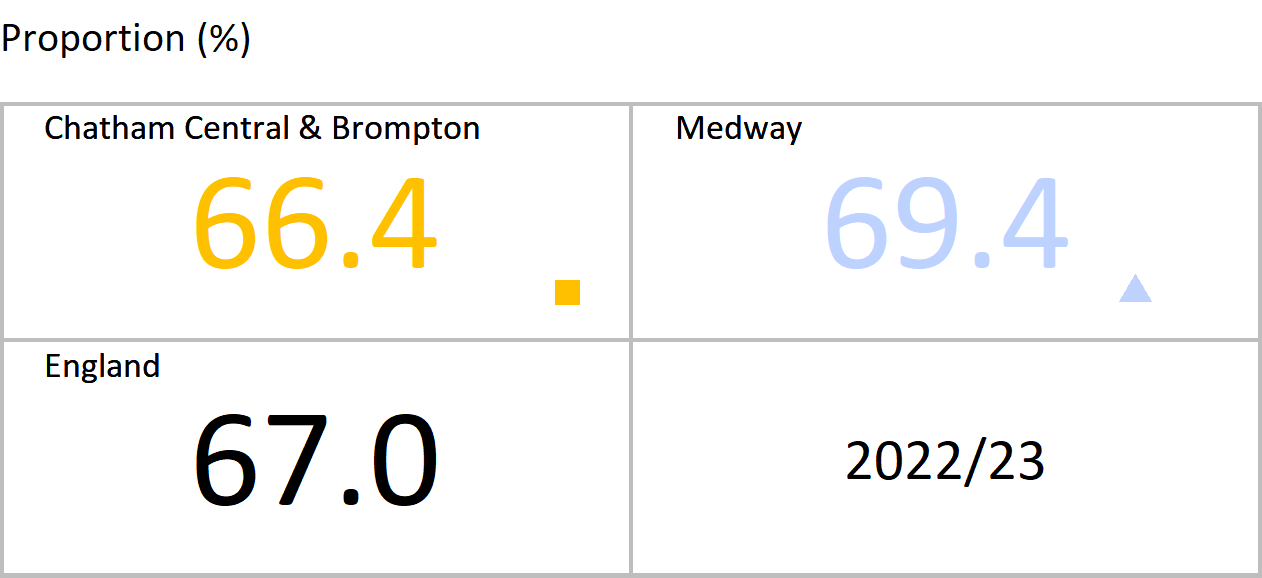 Proportion (%)
Chatham Central & Brompton
66.4
Medway
69.4
England
67.0
2022/23